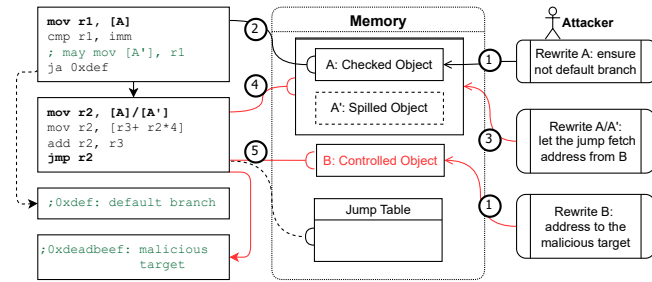 mov r1, [A]
cmp r1, imm
; may mov [A'], r1
ja 0xdef
mov r2, [A]/[A']
mov r2, [r3+ r2*4]
add r2, r3
jmp r2
;0xdef: default branch
;0xdeadbeef: malicious
target
2
4
5
Memory
A: Checked Object
A': Spilled Object
B: Controlled Object
Jump Table
1
3
1
Attacker
Rewrite A: ensure
not default branch
Rewrite A/A':
let the jump fetch
address from B
Rewrite B:
address to the
malicious target